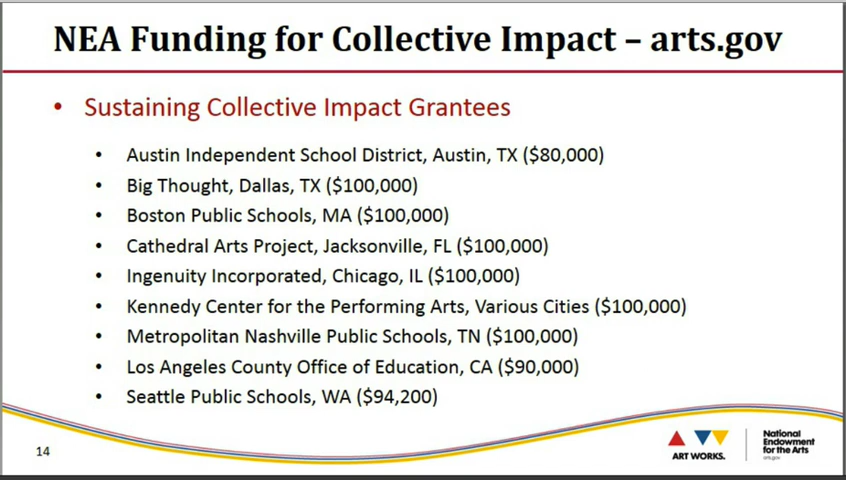 NEA Funding for Collective Impact – arts.gov
• Sustaining Collective Impact Grantees
• Austin Independent School District, Austin, TX ($80,000)
• Big Thought, Dallas, TX ($100,000)
• Boston Public Schools, MA ($100,000)
• Cathedral Arts Project, Jacksonville, FL ($100,000)
• Ingenuity Incorporated, Chicago, IL ($100,000)
• Kennedy Center for the Performing Arts, Various Cities ($100,000)
• Metropolitan Nashville Public Schools, TN ($100,000)
• Los Angeles County Office of Education, CA ($90,000)
• Seattle Public Schools, WA ($94,200)
14
ART WORKS.
National
Endowment
for the Arts
arts.gov